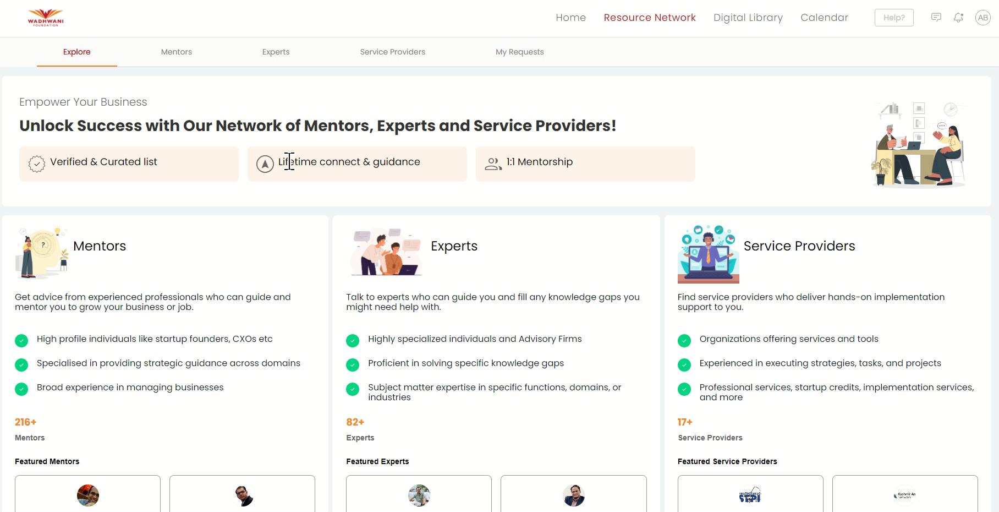 WADHWANI
FOUNDATION
Home
Resource Network
Digital Library
Calendar
Help?
AB
Explore
Mentors
Experts
Service Providers
My Requests
Empower Your Business
Unlock Success with Our Network of Mentors, Experts and Service Providers!
Verified & Curated list
Lifetime connect & guidance
1:1 Mentorship
Mentors
Get advice from experienced professionals who can guide and
mentor you to grow your business or job.
High profile individuals like startup founders, CXOs etc
Specialised in providing strategic guidance across domains
Broad experience in managing businesses
216+
Mentors
Featured Mentors
Experts
Talk to experts who can guide you and fill any knowledge gaps you
might need help with.
Highly specialized individuals and Advisory Firms
Proficient in solving specific knowledge gaps
Subject matter expertise in specific functions, domains, or
industries
82+
Experts
Featured Experts
Service Providers
Find service providers who deliver hands-on implementation
support to you.
Organizations offering services and tools
Experienced in executing strategies, tasks, and projects
Professional services, startup credits, implementation services,
and more
17+
Service Providers
Featured Service Providers
STPI
Network